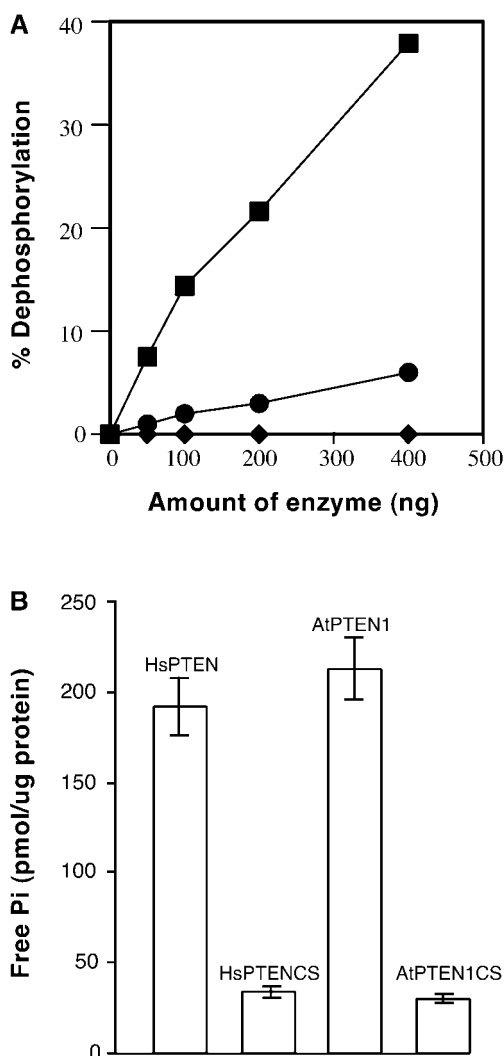 A
40
30
20
10
0
% Dephosphorylation
0 100 200 300 400 500
Amount of enzyme (ng)
B
250
200
150
100
50
0
Free Pi (pmol/ug protein)
HsPTEN
HsPTENCS
AtPTEN1
AtPTEN1CS